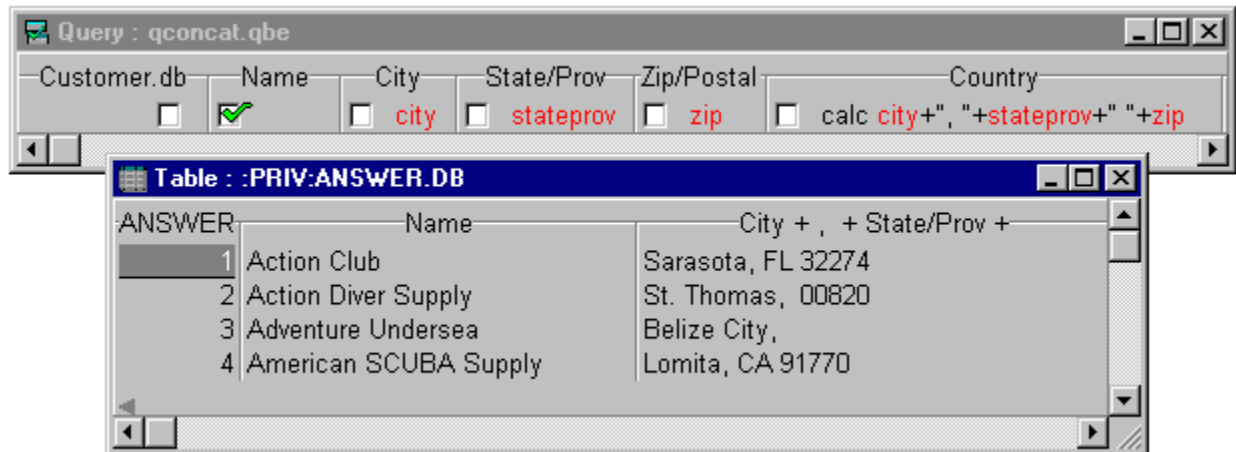 Query : qconcat.qbe
Customer.db Name City State/Prov Zip/Postal Country
city stateprov zip calc city+", "+stateprov+" "+zip
Table : :PRIV:ANSWER.DB
ANSWER Name City + , + State/Prov +
1 Action Club Sarasota, FL 32274
2 Action Diver Supply St. Thomas, 00820
3 Adventure Undersea Belize City,
4 American SCUBA Supply Lomita, CA 91770